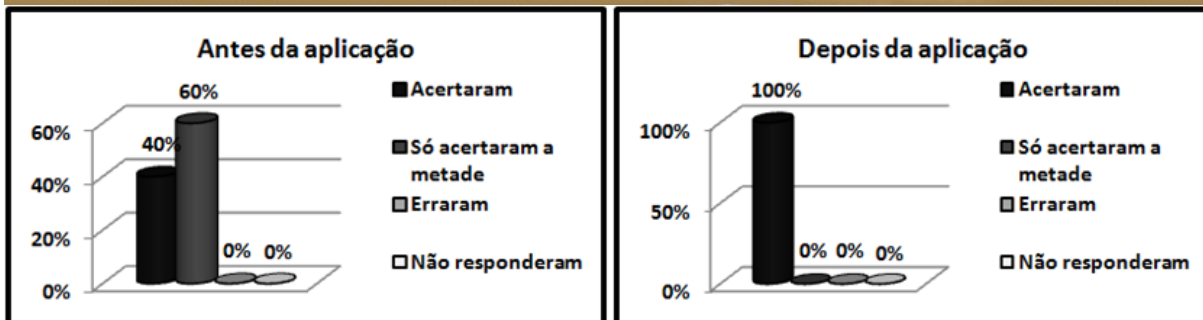 Antes da aplicação
60%
40%
60%
40%
20%
0%
0%
0%
Acertaram
Só acertaram a
metade
Erraram
Não responderam
Depois da aplicação
100%
100%
50%
0%
0%
0%
0%
Acertaram
Só acertaram a
metade
Erraram
Não responderam